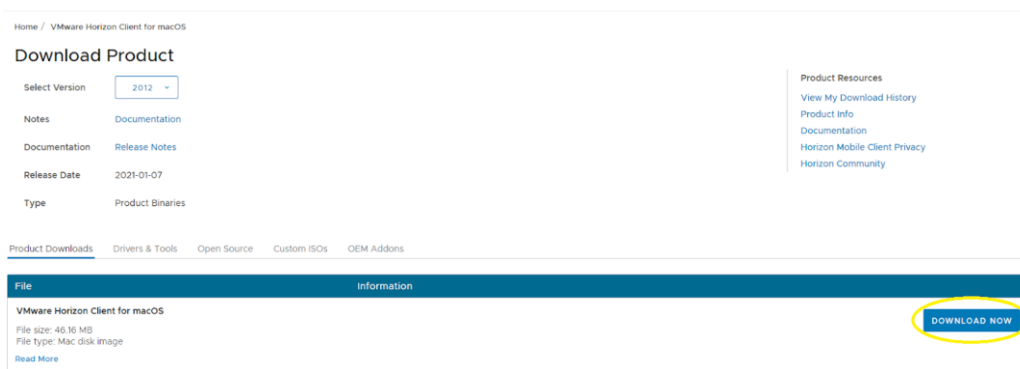 Home / VMware Horizon Client for macOS
Download Product
Select Version 2012
Notes Documentation
Documentation Release Notes
Release Date 2021-01-07
Type Product Binaries
Product Resources
View My Download History
Product Info
Documentation
Horizon Mobile Client Privacy
Horizon Community
Product Downloads Drivers & Tools Open Source Custom ISOs OEM Addons
File Information
VMware Horizon Client for macOS
File size: 46.16 MB
File type: Mac disk image
Read More
DOWNLOAD NOW